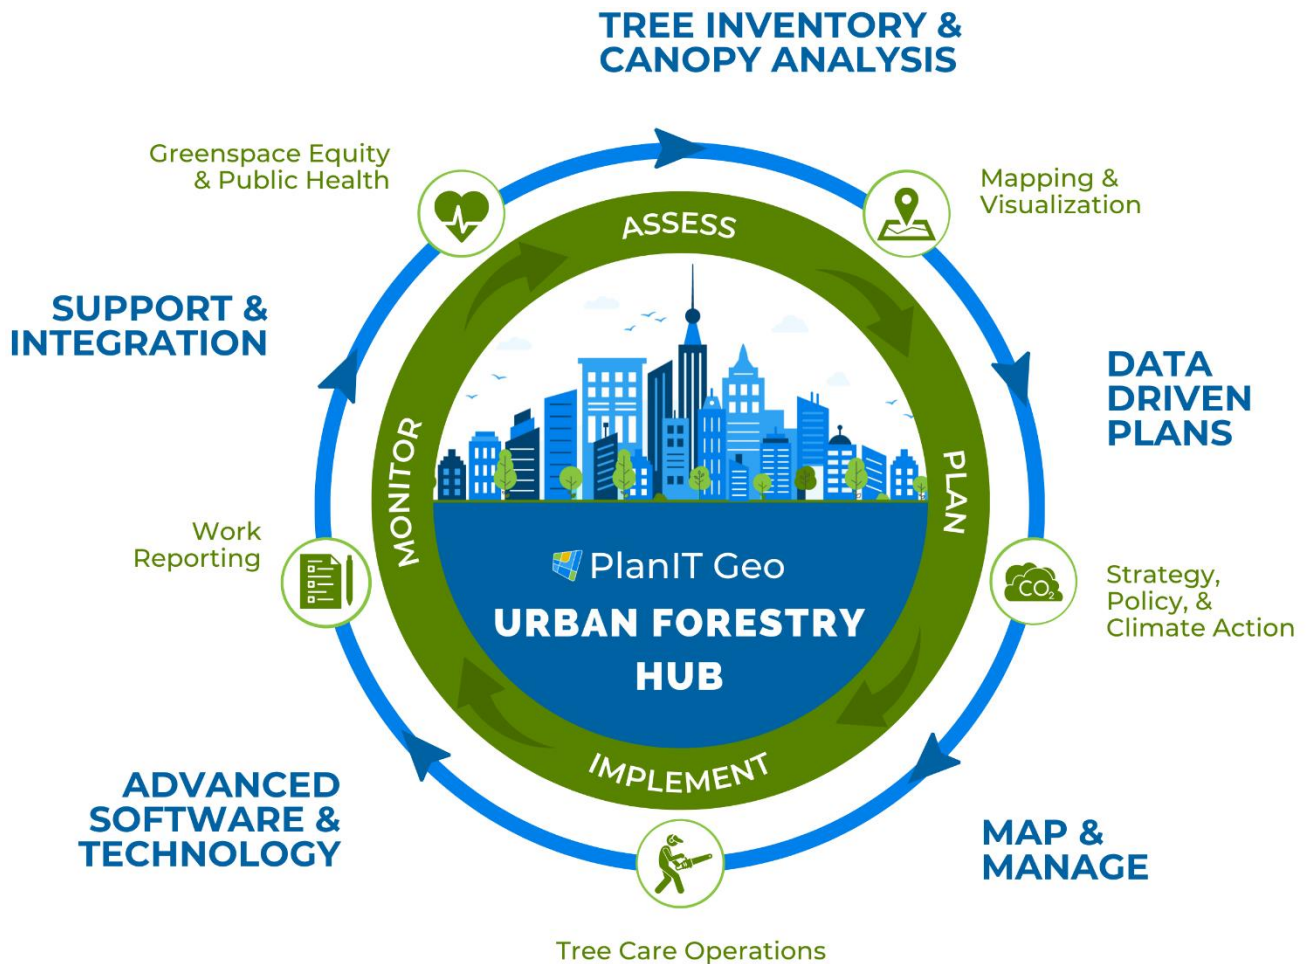 TREE INVENTORY &
CANOPY ANALYSIS
Greenspace Equity
& Public Health
Mapping &
Visualization
ASSESS
SUPPORT &
INTEGRATION
DATA
DRIVEN
PLANS
MONITOR
PLAN
Work
Reporting
PlanIT Geo
URBAN FORESTRY
HUB
CO₂
Strategy,
Policy, &
Climate Action
IMPLEMENT
ADVANCED
SOFTWARE &
TECHNOLOGY
MAP &
MANAGE
Tree Care Operations